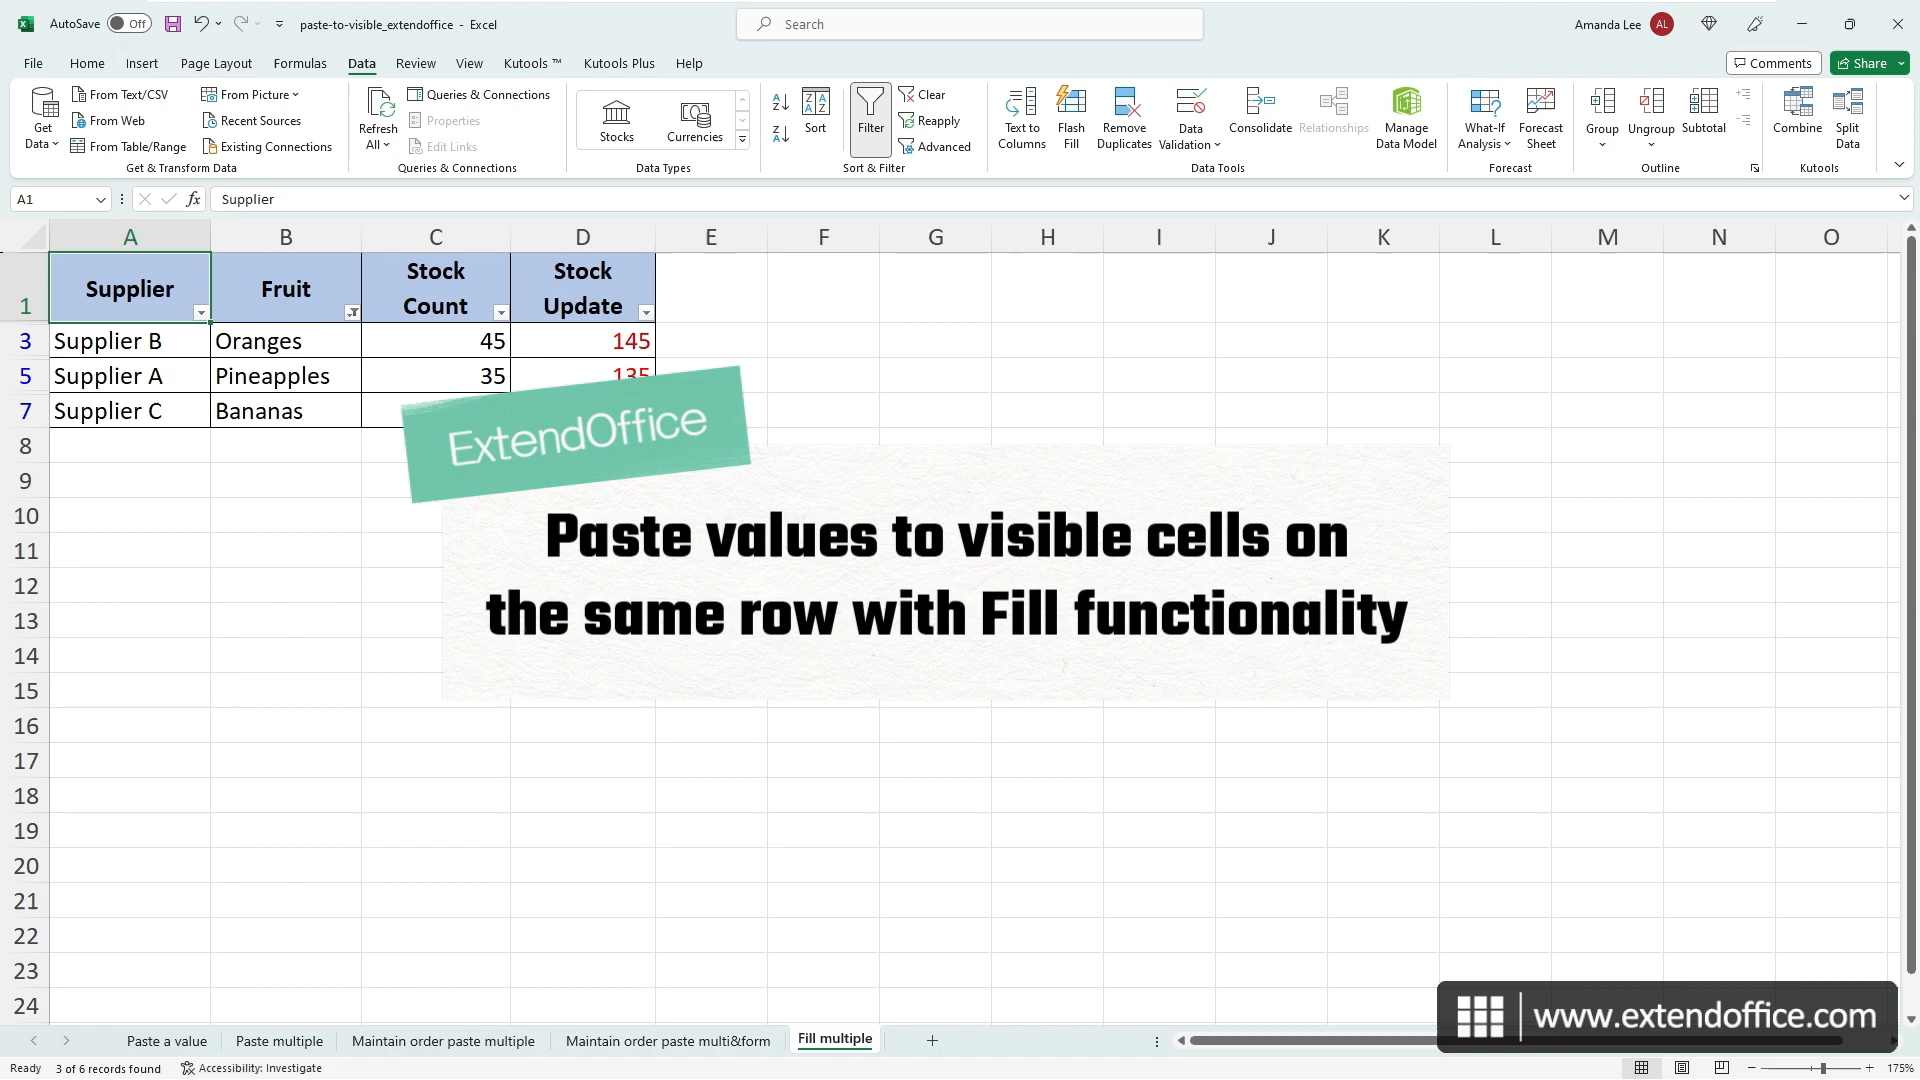 AutoSave Off paste-to-visible_extendoffice - Excel Search Amanda Lee AL
File Home Insert Page Layout Formulas Data Review View Kutools ™ Kutools Plus Help Comments Share
Get Data
From Text/CSV
From Web
From Table/Range
From Picture
Recent Sources
Existing Connections
Get & Transform Data
Refresh All
Queries & Connections
Properties
Edit Links
Queries & Connections
Stocks Currencies
Data Types
Sort
Filter
Clear
Reapply
Advanced
Sort & Filter
Text to Columns
Flash Fill
Remove Duplicates
Data Validation
Consolidate
Relationships
Manage Data Model
Data Tools
What-If Analysis
Forecast Sheet
Forecast
Group
Ungroup
Subtotal
Outline
Combine
Split Data
Kutools
A1 fx Supplier
A B C D E F G H I J K L M N O
1 Supplier Fruit Stock Count Stock Update
3 Supplier B Oranges 45 145
5 Supplier A Pineapples 35 135
7 Supplier C Bananas
8
9
10
11
12
13
14
15
16
17
18
19
20
21
22
23
24
ExtendOffice
Paste values to visible cells on
the same row with Fill functionality
www.extendoffice.com
Paste a value Paste multiple Maintain order paste multiple Maintain order paste multi&form Fill multiple
Ready 3 of 6 records found Accessibility: Investigate 175%